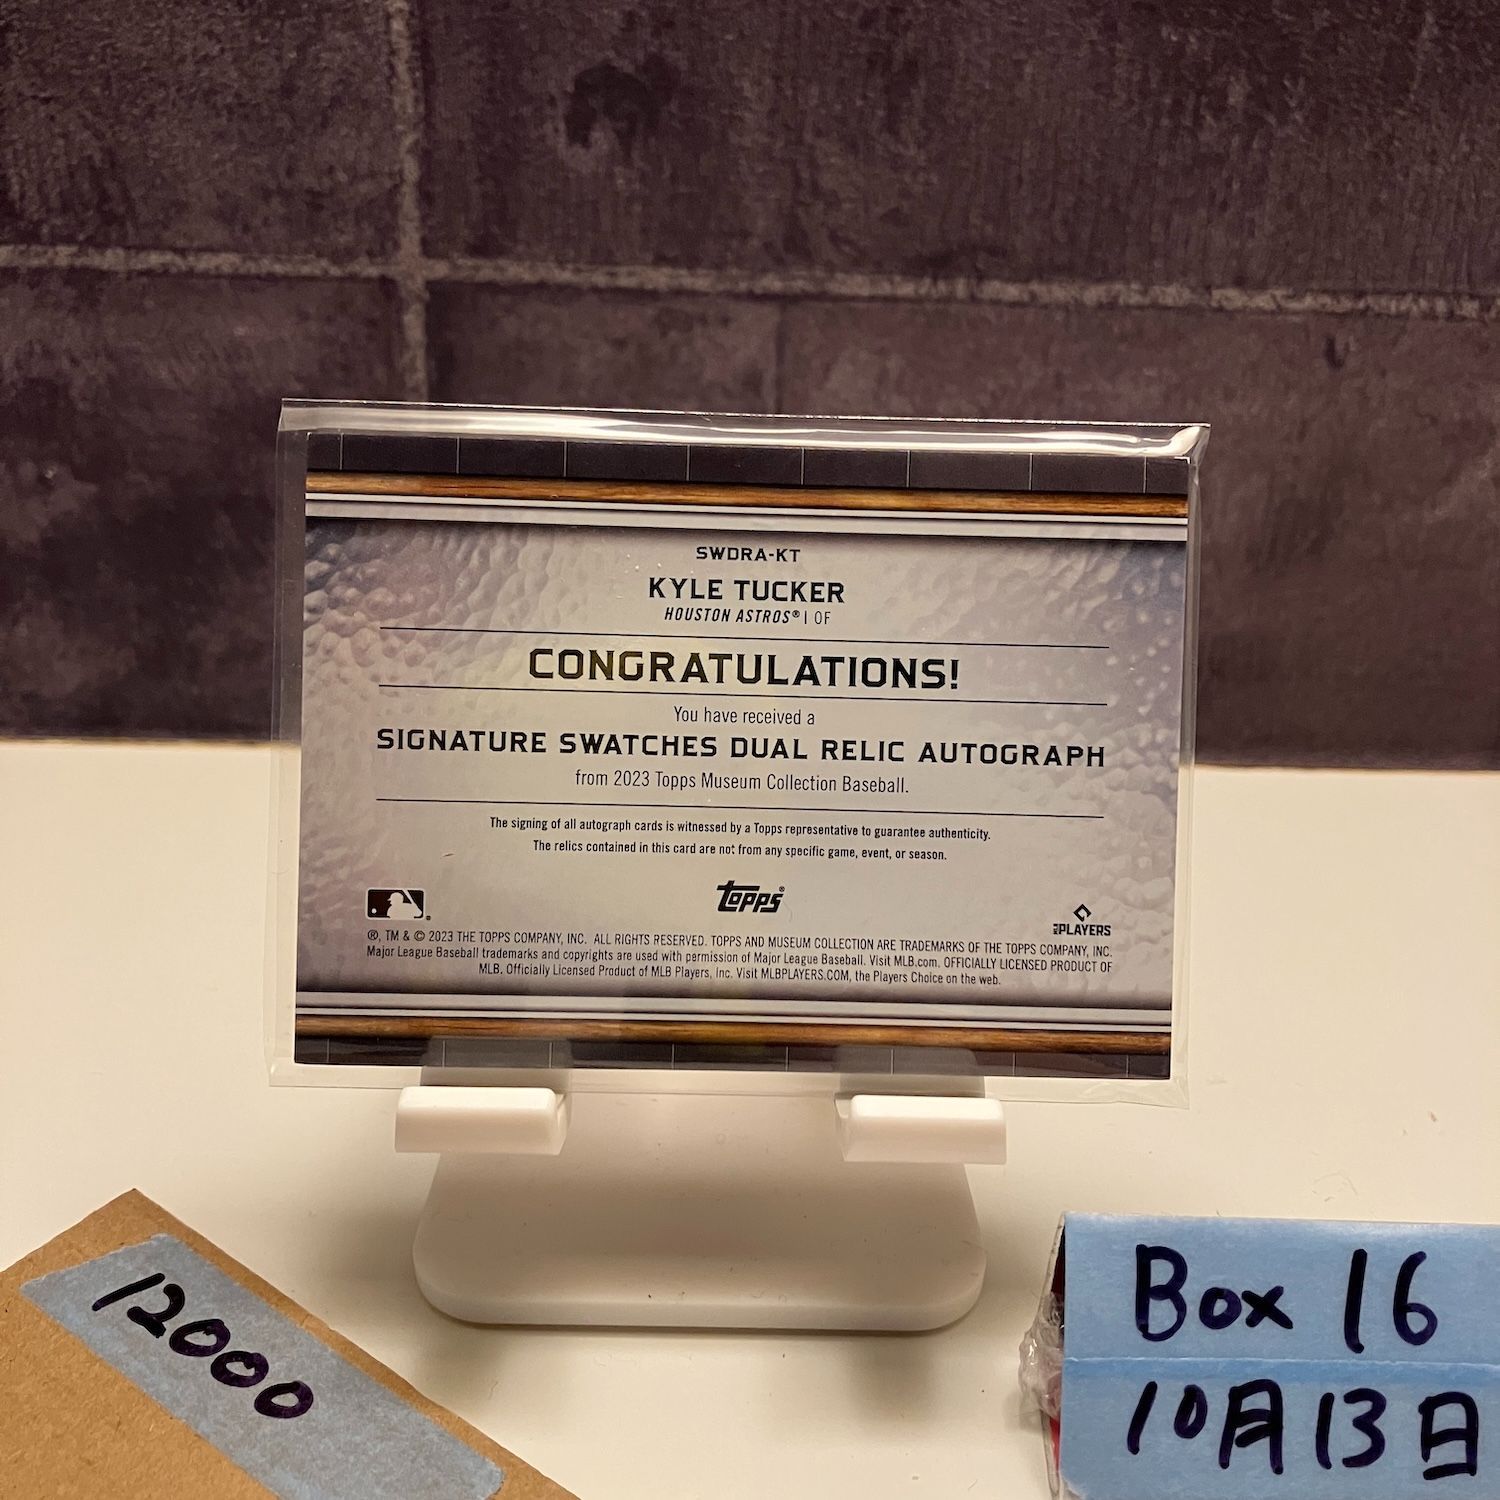 SWDRA-KT
KYLE TUCKER
HOUSTON ASTROS® | OF
CONGRATULATIONS!
You have received a
SIGNATURE SWATCHES DUAL RELIC AUTOGRAPH
from 2023 Topps Museum Collection Baseball.
The signing of all autograph cards is witnessed by a Topps representative to guarantee authenticity.
The relics contained in this card are not from any specific game, event, or season.
topps®
MLB PLAYERS
®, TM & © 2023 THE TOPPS COMPANY, INC. ALL RIGHTS RESERVED. TOPPS AND MUSEUM COLLECTION ARE TRADEMARKS OF THE TOPPS COMPANY, INC.
Major League Baseball trademarks and copyrights are used with permission of Major League Baseball. Visit MLB.com. OFFICIALLY LICENSED PRODUCT OF
MLB. Officially Licensed Product of MLB Players, Inc. Visit MLBPLAYERS.COM, the Players Choice on the web.
12000
Box 16
10月13日